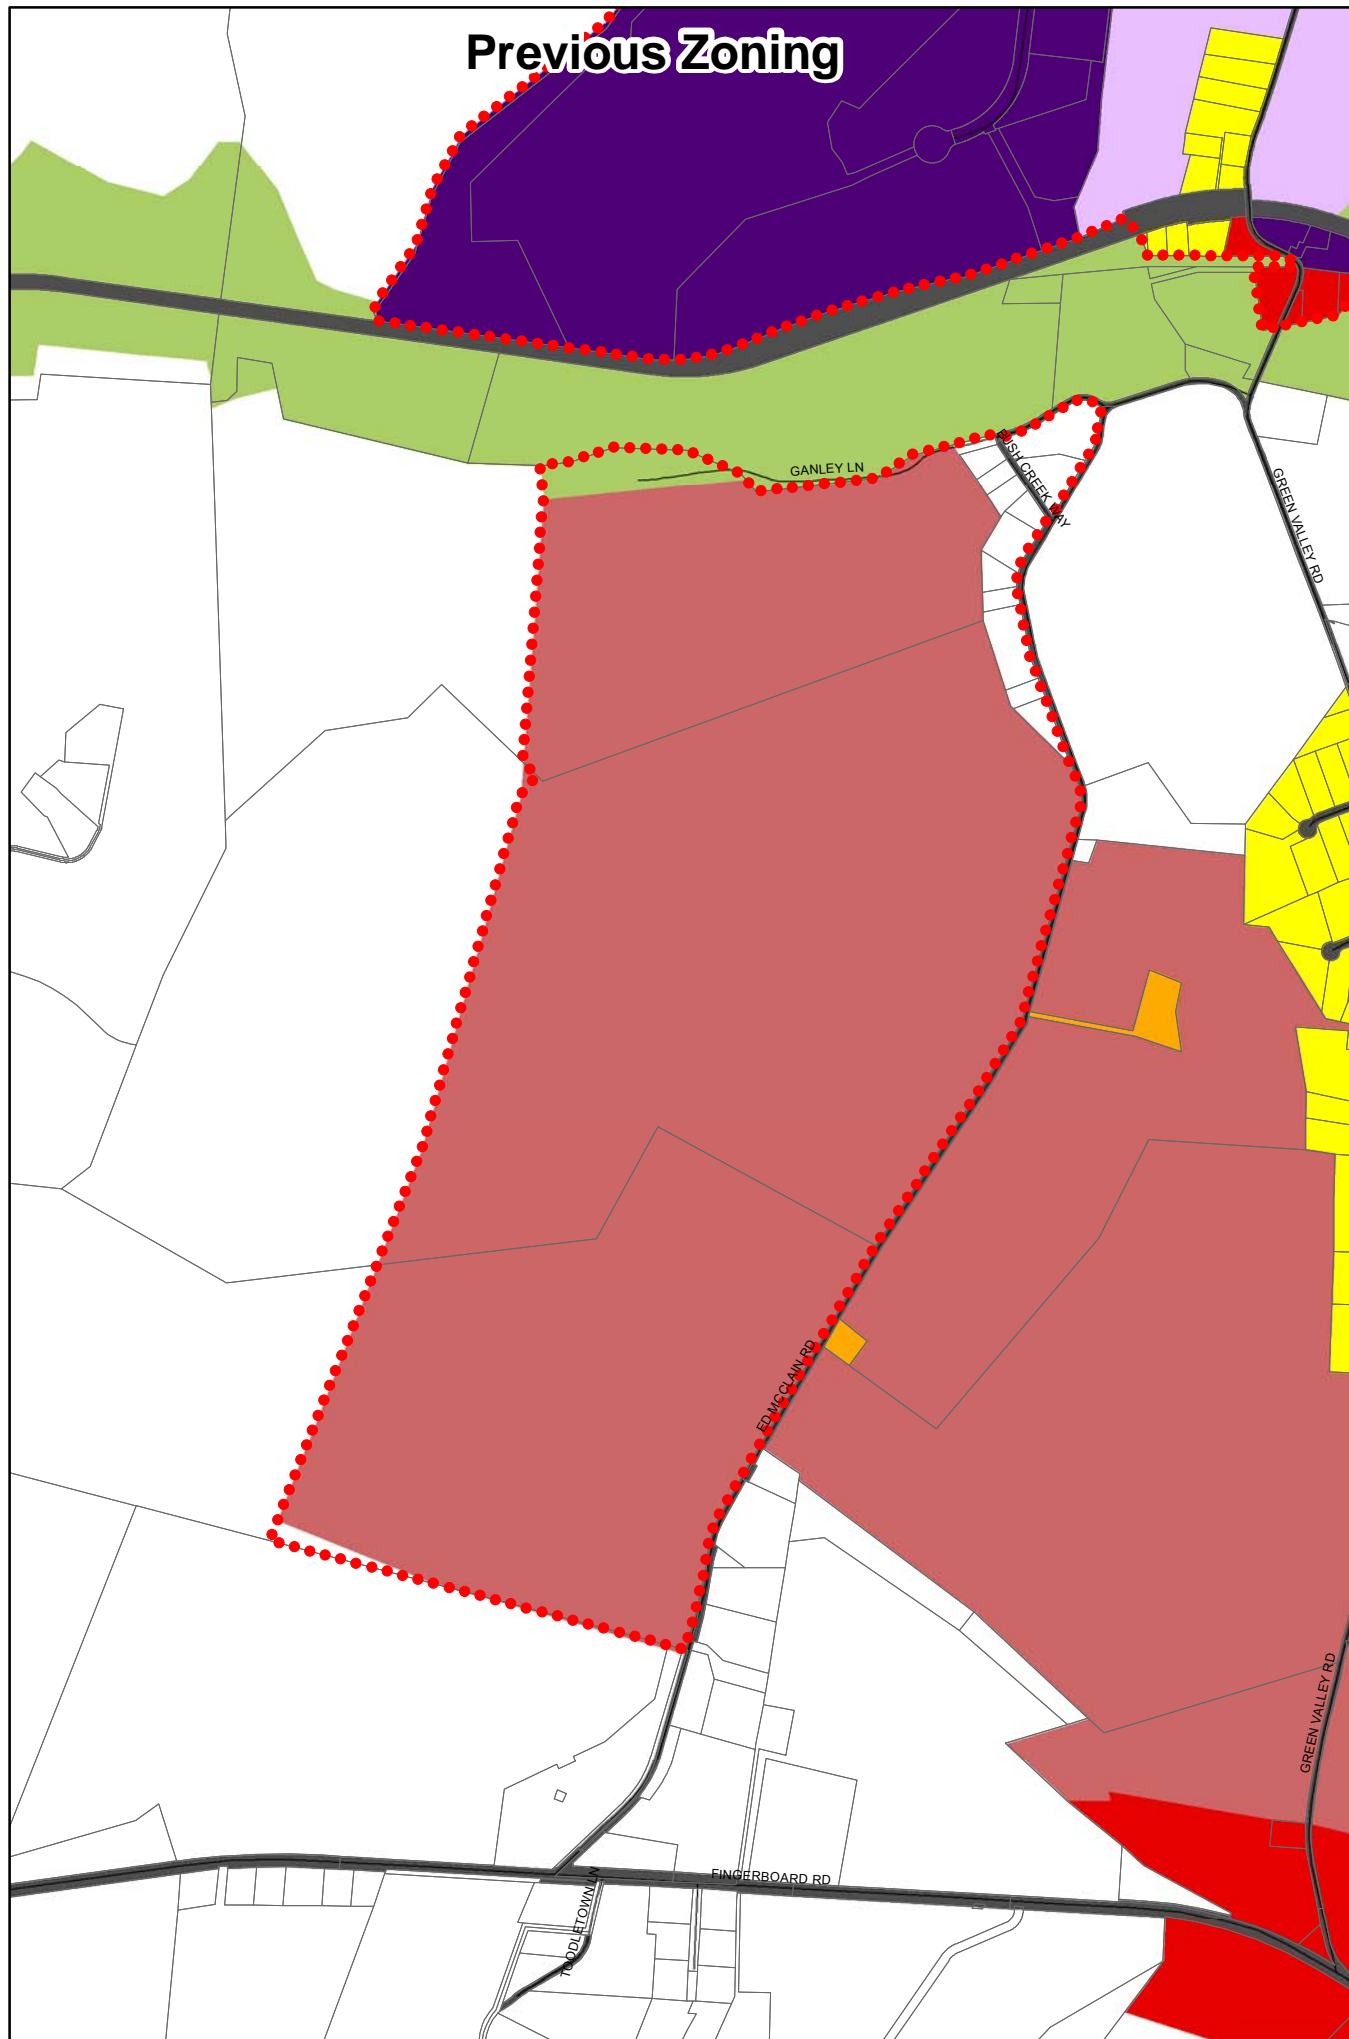 Previous Zoning
GANLEY LN
BUSH CREEK WAY
GREEN VALLEY RD
ED MCCLAIN RD
GREEN VALLEY RD
FINGERBOARD RD
TOODLETOWN LN